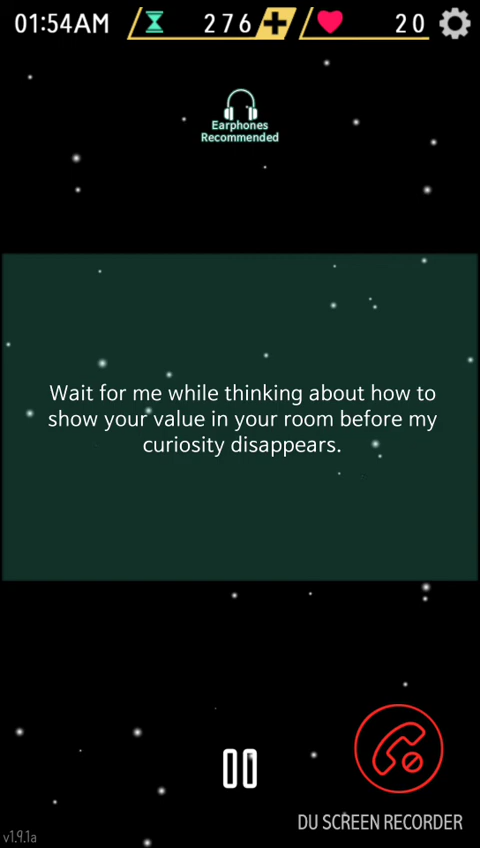 01:54AM 276 20
Earphones
Recommended
Wait for me while thinking about how to
show your value in your room before my
curiosity disappears.
DU SCREEN RECORDER
v1.9.1a